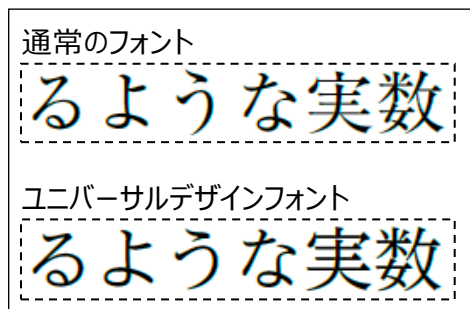 通常のフォント
るような実数
ユニバーサルデザインフォント
るような実数